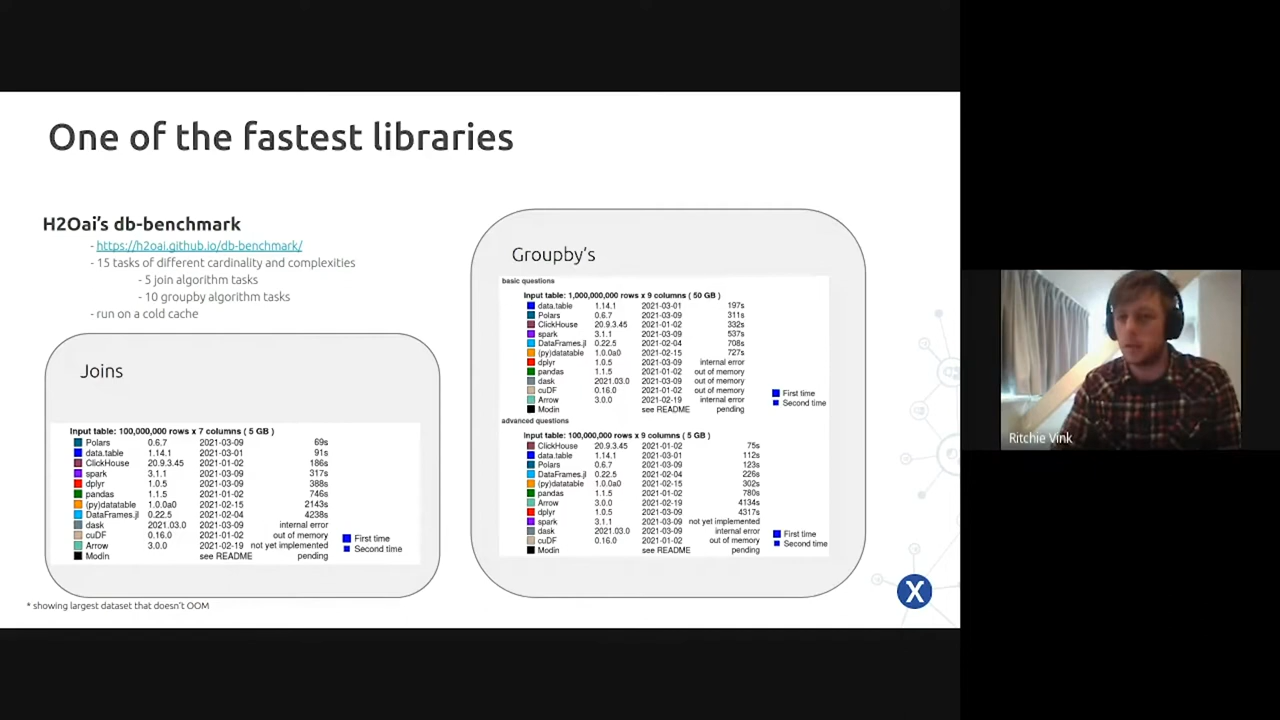 One of the fastest libraries
H2Oai's db-benchmark
- https://h2oai.github.io/db-benchmark/
- 15 tasks of different cardinality and complexities
- 5 join algorithm tasks
- 10 groupby algorithm tasks
- run on a cold cache
Joins
Input table: 100,000,000 rows x 7 columns ( 5 GB )
Polars 0.6.7 2021-03-09 69s
data.table 1.14.1 2021-03-01 91s
ClickHouse 20.9.3.45 2021-01-02 186s
spark 3.1.1 2021-03-09 317s
dplyr 1.0.5 2021-03-09 388s
pandas 1.1.5 2021-01-02 746s
(py)datatable 1.0.0a0 2021-02-15 2143s
DataFrames.jl 0.22.5 2021-02-04 4238s
dask 2021.03.0 2021-03-09 internal error
cuDF 0.16.0 2021-01-02 out of memory
Arrow 3.0.0 2021-02-19 not yet implemented
Modin see README pending
First time
Second time
* showing largest dataset that doesn't OOM
Groupby's
basic questions
Input table: 1,000,000,000 rows x 9 columns ( 50 GB )
data.table 1.14.1 2021-03-01 197s
Polars 0.6.7 2021-03-09 311s
ClickHouse 20.9.3.45 2021-01-02 332s
spark 3.1.1 2021-03-09 537s
DataFrames.jl 0.22.5 2021-02-04 708s
(py)datatable 1.0.0a0 2021-02-15 727s
dplyr 1.0.5 2021-03-09 internal error
pandas 1.1.5 2021-01-02 out of memory
dask 2021.03.0 2021-03-09 out of memory
cuDF 0.16.0 2021-01-02 out of memory
Arrow 3.0.0 2021-02-19 internal error
Modin see README pending
First time
Second time
advanced questions
Input table: 100,000,000 rows x 9 columns ( 5 GB )
ClickHouse 20.9.3.45 2021-01-02 75s
data.table 1.14.1 2021-03-01 112s
Polars 0.6.7 2021-03-09 123s
DataFrames.jl 0.22.5 2021-02-04 226s
(py)datatable 1.0.0a0 2021-02-15 302s
pandas 1.1.5 2021-01-02 780s
Arrow 3.0.0 2021-02-19 4134s
dplyr 1.0.5 2021-03-09 4317s
spark 3.1.1 2021-03-09 not yet implemented
dask 2021.03.0 2021-03-09 internal error
cuDF 0.16.0 2021-01-02 out of memory
Modin see README pending
First time
Second time
X
Ritchie Vink